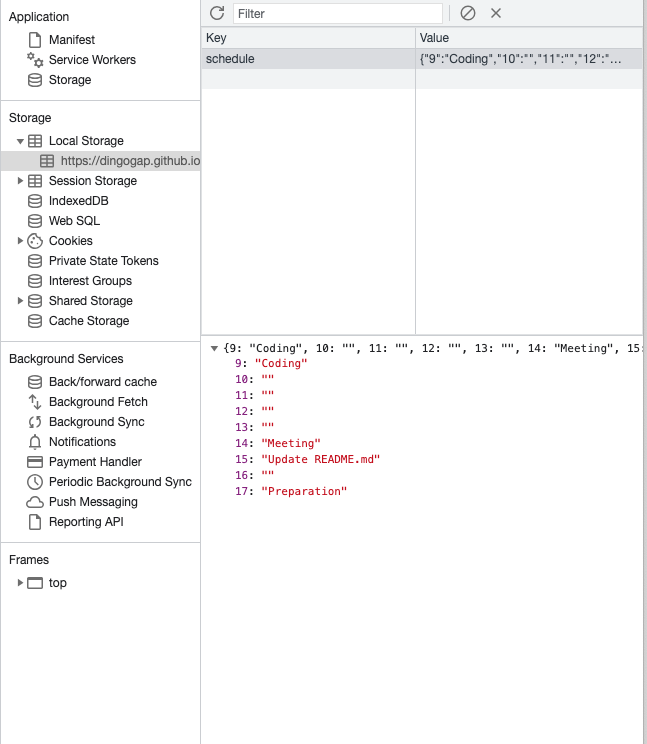 Application
Manifest
Service Workers
Storage
Storage
Local Storage
https://dingogap.github.io
Session Storage
IndexedDB
Web SQL
Cookies
Private State Tokens
Interest Groups
Shared Storage
Cache Storage
Background Services
Back/forward cache
Background Fetch
Background Sync
Notifications
Payment Handler
Periodic Background Sync
Push Messaging
Reporting API
Frames
top
Filter
Key Value
schedule {"9":"Coding","10":"","11":"","12":"…
{9: "Coding", 10: "", 11: "", 12: "", 13: "", 14: "Meeting", 15:
9: "Coding"
10: ""
11: ""
12: ""
13: ""
14: "Meeting"
15: "Update README.md"
16: ""
17: "Preparation"